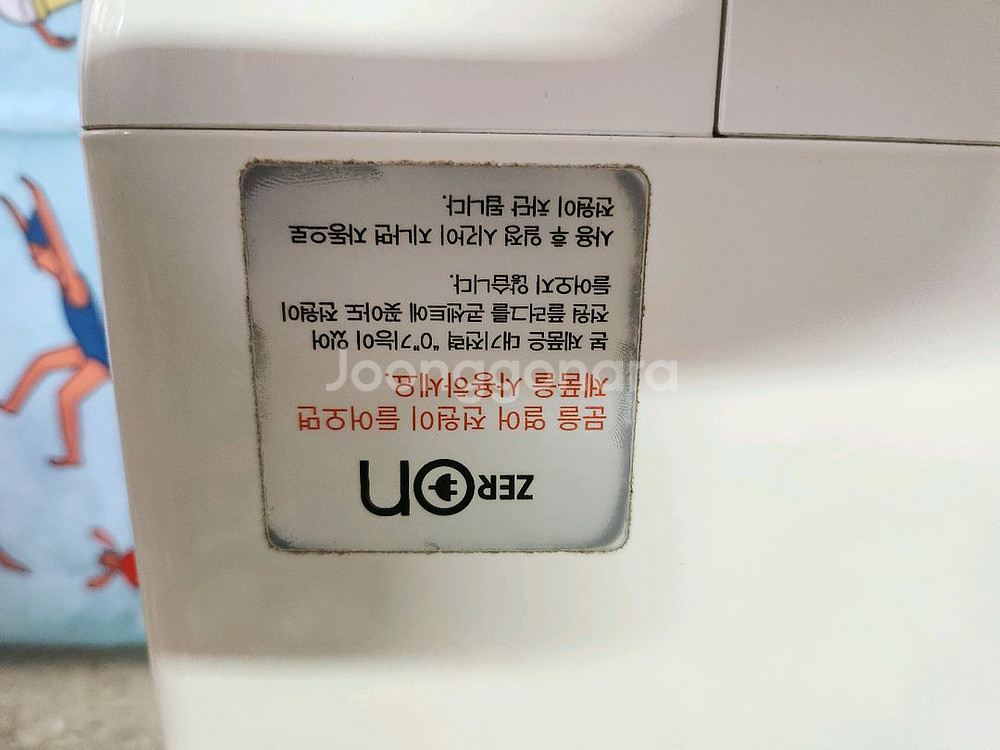 ZERON
문을 열어 전원이 들어오면
제품을 사용하세요.
본 제품은 대기전력 "0"기능이 있어
전원 플러그를 콘센트에 꽂아도 전원이
들어오지 않습니다.
사용 후 일정 시간이 지나면 자동으로
전원이 차단 됩니다.
Joonggonara